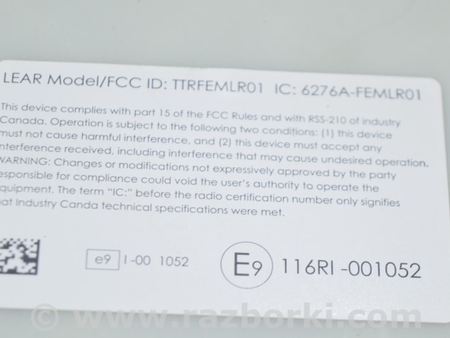 LEAR Model/FCC ID: TTRFEMLR01 IC: 6276A-FEMLR01
This device complies with part 15 of the FCC Rules and with RSS-210 of industry
Canada. Operation is subject to the following two conditions: (1) this device
must not cause harmful interference, and (2) this device must accept any
interference received, including interference that may cause undesired operation.
WARNING: Changes or modifications not expressively approved by the party
responsible for compliance could void the user's authority to operate the
equipment. The term "IC:" before the radio certification number only signifies
at Industry Canda technical specifications were met.
e9 I-00 1052
E9 116RI-001052
© www.razborki.com